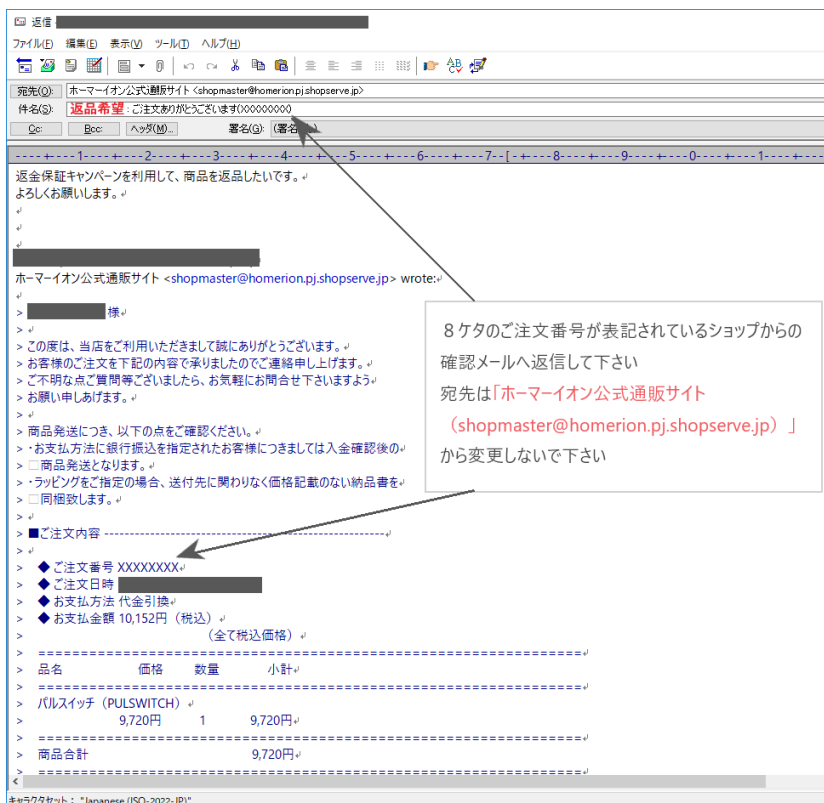 返信
ファイル(F) 編集(E) 表示(V) ツール(T) ヘルプ(H)
宛先(O): ホーマーイオン公式通販サイト <shopmaster@homerion.pj.shopserve.jp>
件名(S): 返品希望:ご注文ありがとうございます(XXXXXXXXX)
Cc: Bcc: ヘッダ(M)... 署名(G): (署名
----+----1----+----2----+----3----+----4----+----5----+----6----+----7--[-+----8----+----9----+----0----+----1----+----
返金保証キャンペーンを利用して、商品を返品したいです。↵
よろしくお願いします。↵
↵
↵
↵
ホーマーイオン公式通販サイト <shopmaster@homerion.pj.shopserve.jp> wrote:↵
↵
> 様↵
> ↵
> この度は、当店をご利用いただきまして誠にありがとうございます。↵
> お客様のご注文を下記の内容で承りましたのでご連絡申し上げます。↵
> ご不明な点ご質問等ございましたら、お気軽にお問合せ下さいますよう↵
> お願い申しあげます。↵
> ↵
> 商品発送につき、以下の点をご確認ください。↵
> ・お支払方法に銀行振込を指定されたお客様につきましては入金確認後の↵
> □商品発送となります。↵
> ・ラッピングをご指定の場合、送付先に関わりなく価格記載のない納品書を↵
> □同梱致します。↵
> ↵
> ■ご注文内容 --------------------------------------------------------↵
> ↵
> ◆ご注文番号 XXXXXXXX↵
> ◆ご注文日時
> ◆お支払方法 代金引換↵
> ◆お支払金額 10,152円(税込)↵
> (全て税込価格)↵
> =================================================================↵
> 品名 価格 数量 小計↵
> =================================================================↵
> パルスイッチ(PULSWITCH) ↵
> 9,720円 1 9,720円↵
> =================================================================↵
> 商品合計 9,720円↵
> =================================================================↵
キャラクタセット: "Japanese (ISO-2022-JP)"
8ケタのご注文番号が表記されているショップからの
確認メールへ返信して下さい
宛先は「ホーマーイオン公式通販サイト
(shopmaster@homerion.pj.shopserve.jp)」
から変更しないで下さい